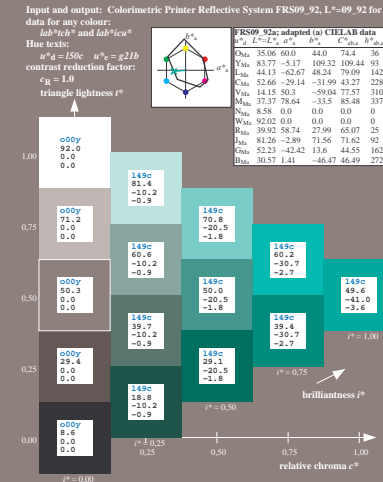 Input and output: Colorimetric Printer Reflective System FRS09_92, L*=09_92 for
data for any colour:
lab*tch* and lab*icu*
Hue texts:
u*d = l50c u*e = g21b
contrast reduction factor:
cR = 1.0
triangle lightness t*
b*a
a*a
FRS09_92a; adapted (a) CIELAB data
u*d L*=L*a a*a b*a C*ab,a h*ab,a
OMa 35.06 60.0 44.0 74.4 36
YMa 83.77 -5.17 109.32 109.44 93
LMa 44.13 -62.67 48.24 79.09 142
CMa 52.66 -29.14 -31.99 43.27 228
VMa 14.15 50.3 -59.04 77.57 310
MMa 37.37 78.64 -33.5 85.48 337
NMa 8.58 0.0 0.0 0.0 0
WMa 92.02 0.0 0.0 0.0 0
RMa 39.92 58.74 27.99 65.07 25
JMa 81.26 -2.89 71.56 71.62 92
GMa 52.23 -42.42 13.6 44.55 162
BMa 30.57 1.41 -46.47 46.49 272
1,00
0,75
0,50
0,25
0,00
o00y
92.0
0.0
0.0
o00y
71.2
0.0
0.0
o00y
50.3
0.0
0.0
o00y
29.4
0.0
0.0
o00y
8.6
0.0
0.0
149c
81.4
-10.2
-0.9
149c
60.6
-10.2
-0.9
149c
39.7
-10.2
-0.9
149c
18.8
-10.2
-0.9
149c
70.8
-20.5
-1.8
149c
50.0
-20.5
-1.8
149c
29.1
-20.5
-1.8
149c
60.2
-30.7
-2.7
149c
39.4
-30.7
-2.7
149c
49.6
-41.0
-3.6
i* = 1,00
i* = 0,75
i* = 0,50
i* = 0,25
i* = 0,00
brilliantness i*
0,25
0,50
0,75
1,00
relative chroma c*